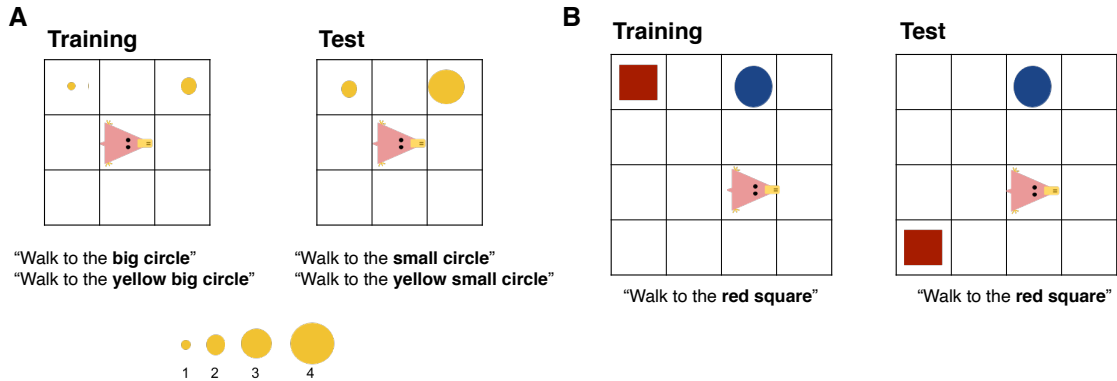 A
Training
Test
“Walk to the big circle”
“Walk to the yellow big circle”
“Walk to the small circle”
“Walk to the yellow small circle”
1 2 3 4
B
Training
Test
“Walk to the red square”
“Walk to the red square”